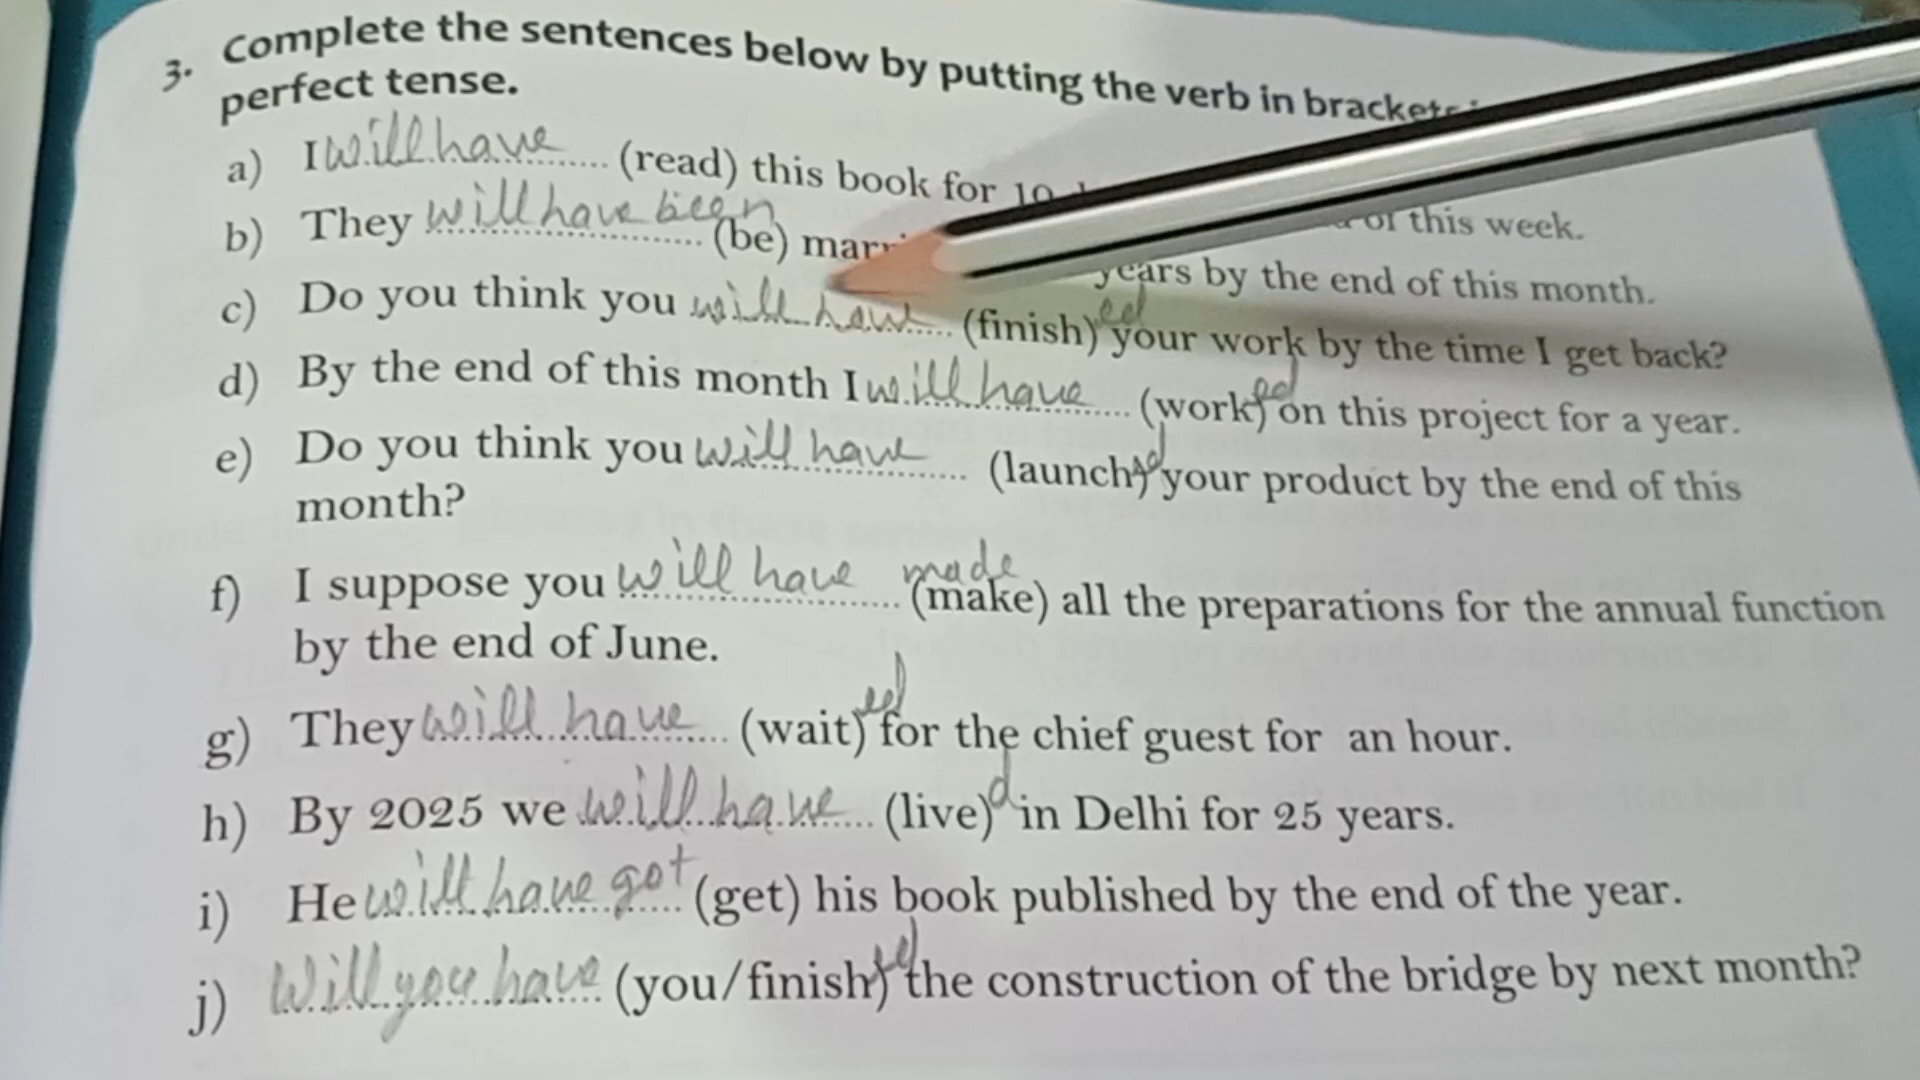 3. Complete the sentences below by putting the verb in brackets
perfect tense.
a) I will have (read) this book for 10 of this week.
b) They will have been (be) years by the end of this month.
c) Do you think you will have (finish)ed your work by the time I get back?
d) By the end of this month I will have (work)ed on this project for a year.
e) Do you think you will have (launch)ed your product by the end of this
month?
f) I suppose you will have made (make) all the preparations for the annual function
by the end of June.
g) They will have (wait)ed for the chief guest for an hour.
h) By 2025 we will have (live)d in Delhi for 25 years.
i) He will have got (get) his book published by the end of the year.
j) Will you have (you/finish)ed the construction of the bridge by next month?